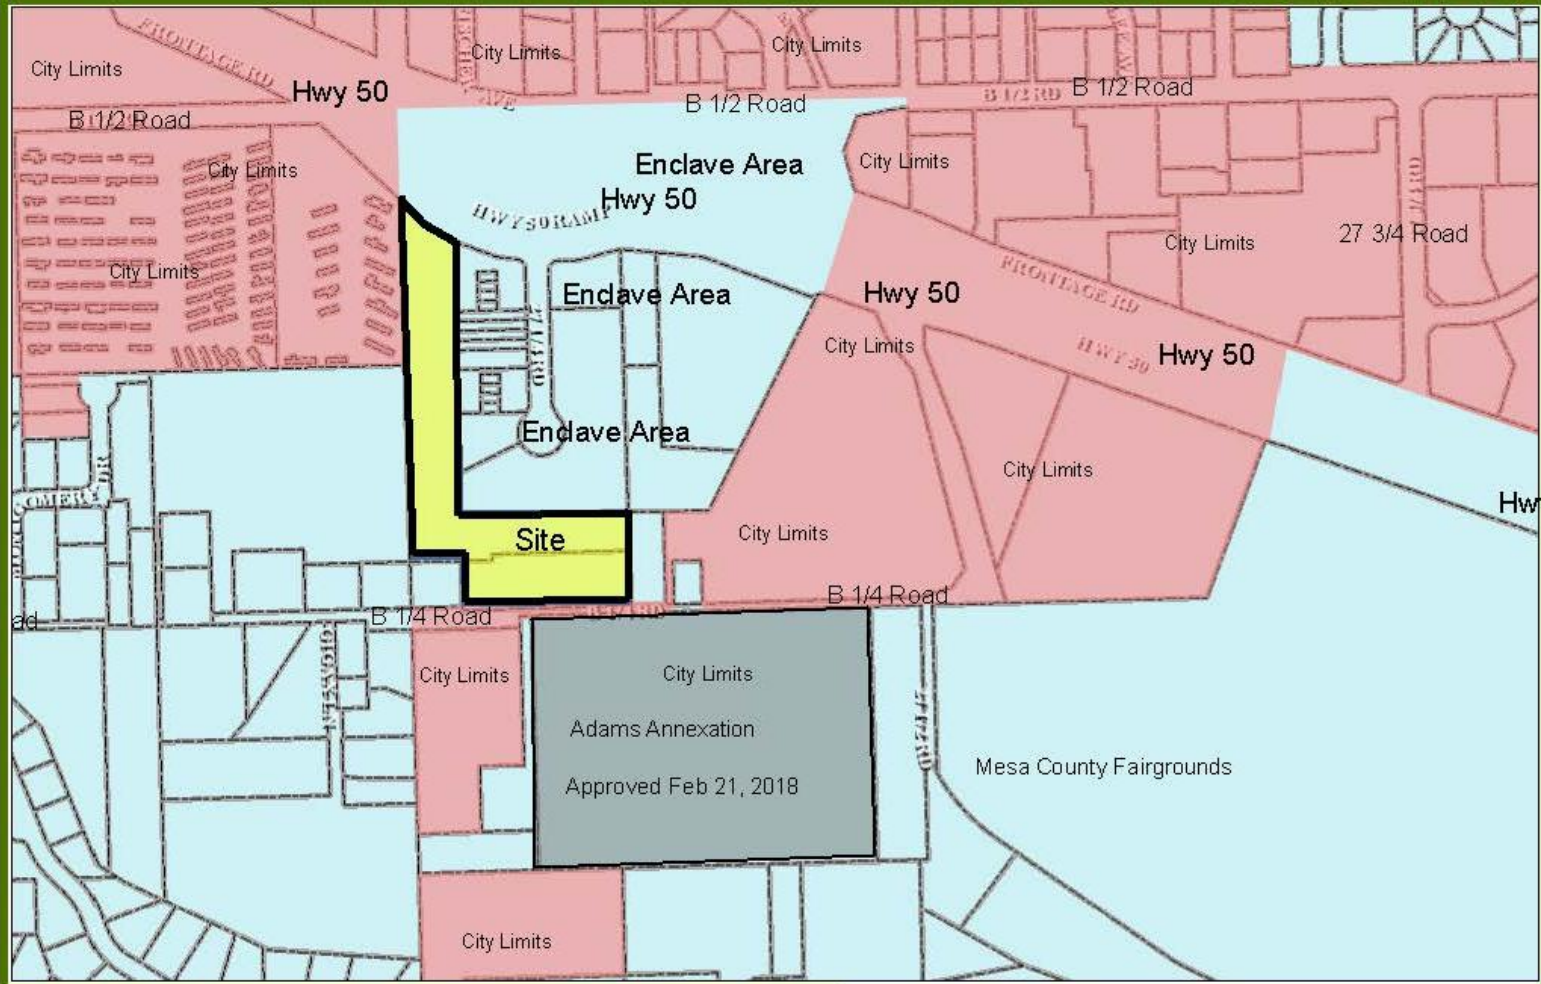 FRONTAGE RD
City Limits
City Limits
City Limits
Hwy 50
AVE
B 1/2 Road
B 1/2 RD
B 1/2 Road
B 1/2 Road
City Limits
Enclave Area
City Limits
Hwy 50
HWY 50 RAMP
27 3/4 Road
City Limits
City Limits
FRONTAGE RD
Enclave Area
Hwy 50
City Limits
HWY 50
Hwy 50
Enclave Area
City Limits
Hw
City Limits
Site
B 1/4 Road
B 1/4 Road
ad
City Limits
City Limits
Adams Annexation
Mesa County Fairgrounds
Approved Feb 21, 2018
City Limits